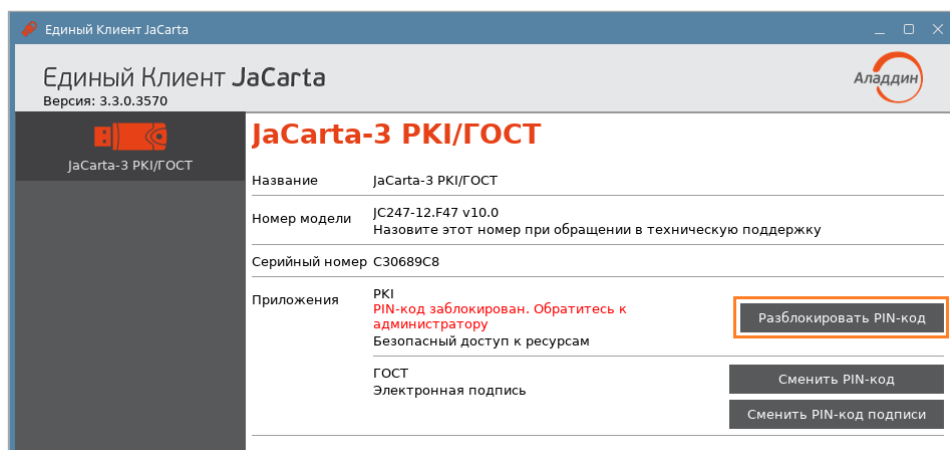 Единый Клиент JaCarta
Единый Клиент JaCarta
Версия: 3.3.0.3570
Аладдин
JaCarta-3 PKI/ГОСТ
JaCarta-3 PKI/ГОСТ
Название JaCarta-3 PKI/ГОСТ
Номер модели JC247-12.F47 v10.0
Назовите этот номер при обращении в техническую поддержку
Серийный номер C30689C8
Приложения PKI
PIN-код заблокирован. Обратитесь к
администратору
Безопасный доступ к ресурсам
Разблокировать PIN-код
ГОСТ
Электронная подпись
Сменить PIN-код
Сменить PIN-код подписи